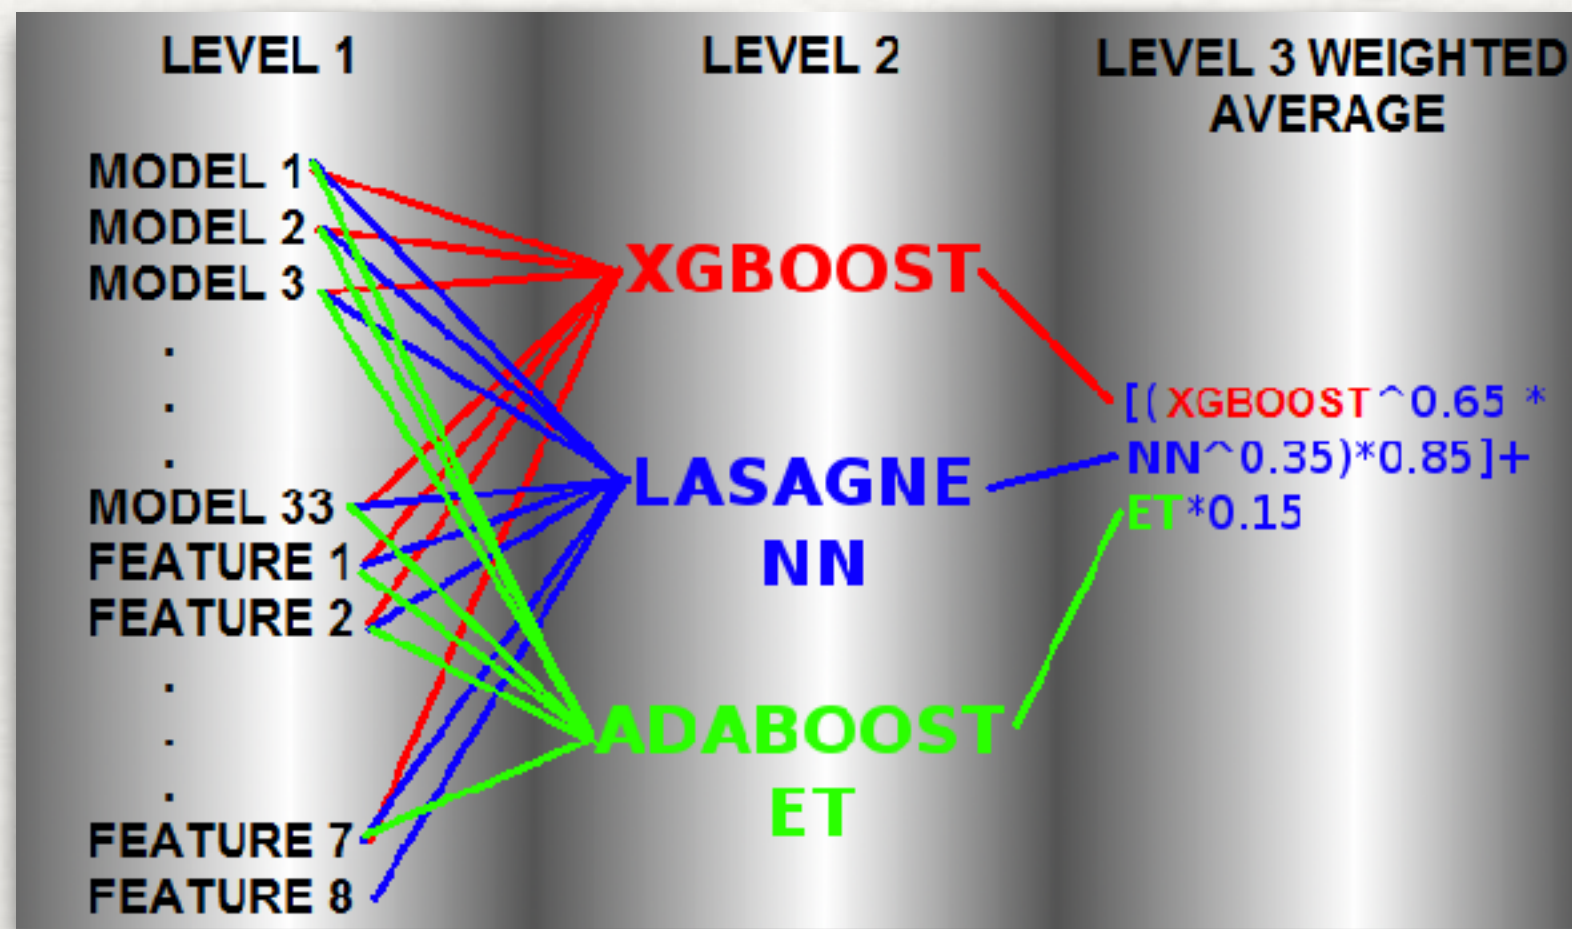 LEVEL 1
MODEL 1
MODEL 2
MODEL 3
.
.
.
MODEL 33
FEATURE 1
FEATURE 2
.
.
.
FEATURE 7
FEATURE 8
LEVEL 2
XGBOOST
LASAGNE
NN
ADABOOST
ET
LEVEL 3 WEIGHTED
AVERAGE
[(XGBOOST^0.65 *
NN^0.35)*0.85]+
ET*0.15